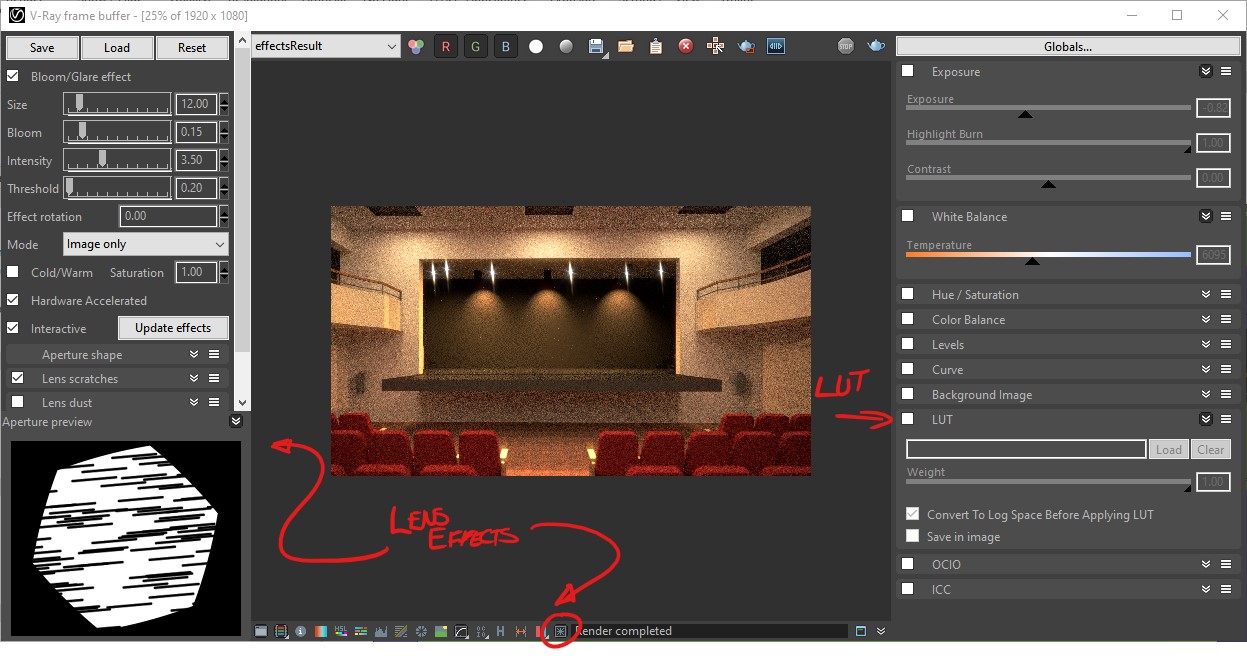 V-Ray frame buffer - [25% of 1920 x 1080]
Save Load Reset
effectsResult
R G B
STOP
Globals...
Bloom/Glare effect
Size 12.00
Bloom 0.15
Intensity 3.50
Threshold 0.20
Effect rotation 0.00
Mode Image only
Cold/Warm Saturation 1.00
Hardware Accelerated
Interactive Update effects
Aperture shape
Lens scratches
Lens dust
Aperture preview
LENS
EFFECTS
LUT
HSL
H
Render completed
Exposure
Exposure
-0.82
Highlight Burn
1.00
Contrast
0.00
White Balance
Temperature
6095
Hue / Saturation
Color Balance
Levels
Curve
Background Image
LUT
Load Clear
Weight
1.00
Convert To Log Space Before Applying LUT
Save in image
OCIO
ICC